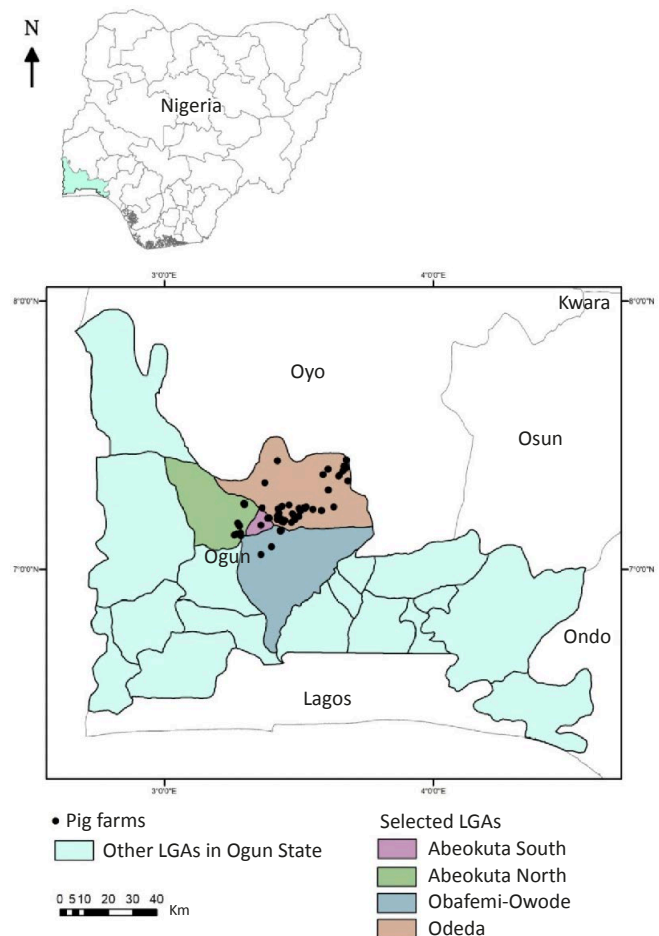 N
Nigeria
3°0'0"E 4°0'0"E
8°0'0"N 8°0'0"N
Kwara
Oyo
Osun
Ogun
7°0'0"N 7°0'0"N
Ondo
Lagos
3°0'0"E 4°0'0"E
Pig farms
Other LGAs in Ogun State
0 5 10 20 30 40
Km
Selected LGAs
Abeokuta South
Abeokuta North
Obafemi-Owode
Odeda